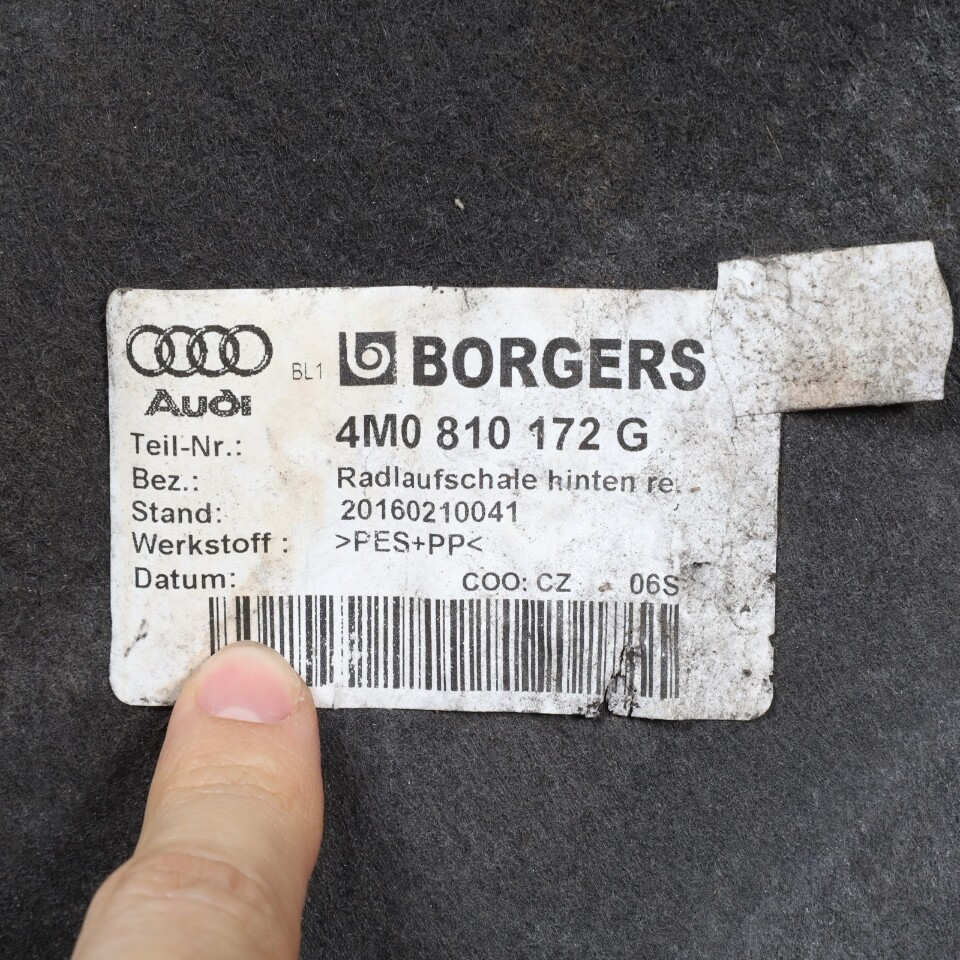 BL1 BORGERS
Audi
Teil-Nr.: 4M0 810 172 G
Bez.: Radlaufschale hinten re.
Stand: 20160210041
Werkstoff : >PES+PP<
Datum: COO: CZ 06S